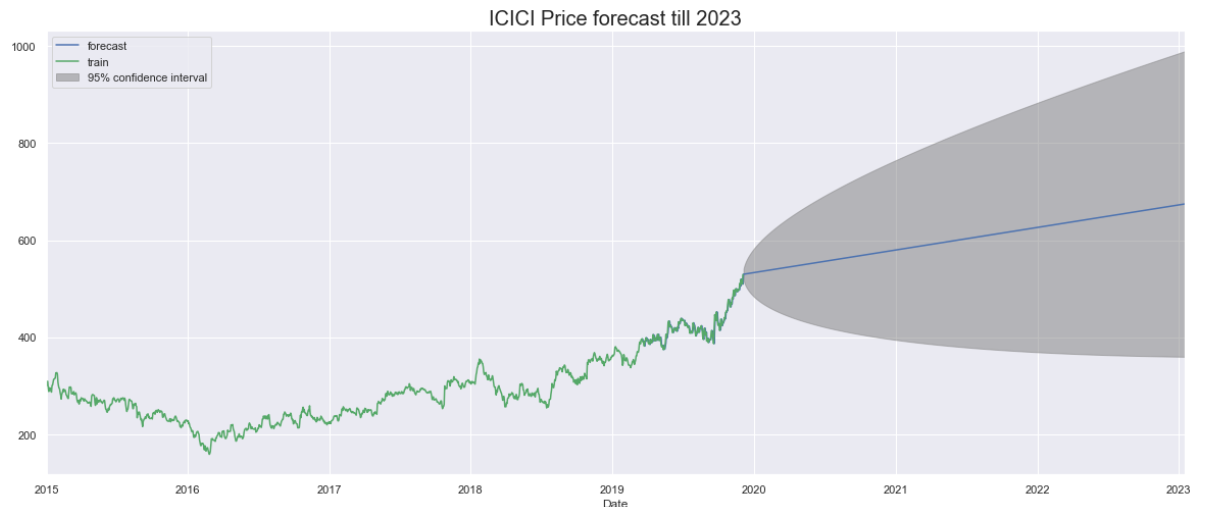 ICICI Price forecast till 2023
forecast
train
95% confidence interval
1000
800
600
400
200
2015 2016 2017 2018 2019 2020 2021 2022 2023
Date